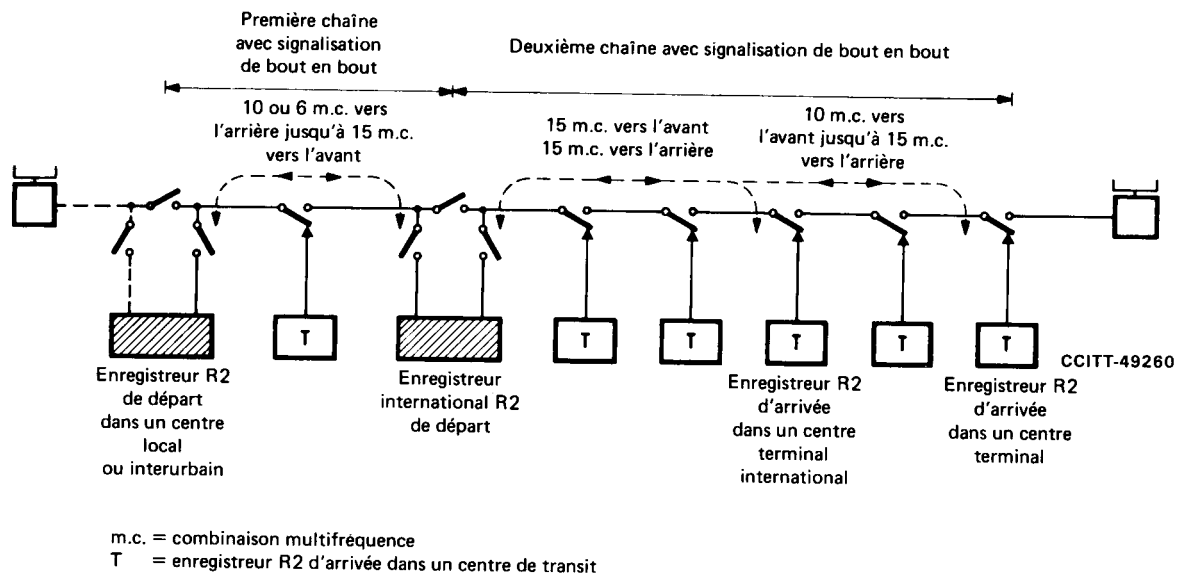 Première chaîne
avec signalisation
de bout en bout
Deuxième chaîne avec signalisation de bout en bout
10 ou 6 m.c. vers
l'arrière jusqu'à 15 m.c.
vers l'avant
15 m.c. vers l'avant
15 m.c. vers l'arrière
10 m.c. vers
l'avant jusqu'à 15 m.c.
vers l'arrière
T
T
T
T
T
T
CCITT-49260
Enregistreur R2
de départ
dans un centre
local
ou interurbain
Enregistreur
international R2
de départ
Enregistreur R2
d'arrivée
dans un centre
terminal
international
Enregistreur R2
d'arrivée
dans un centre
terminal
m.c. = combinaison multifréquence
T = enregistreur R2 d'arrivée dans un centre de transit